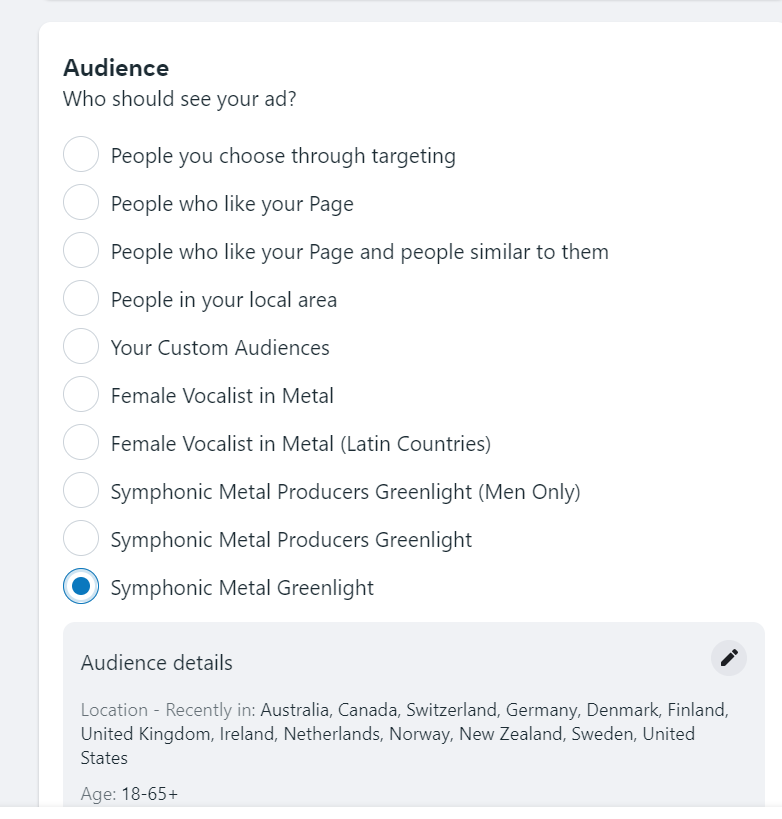 Audience
Who should see your ad?
People you choose through targeting
People who like your Page
People who like your Page and people similar to them
People in your local area
Your Custom Audiences
Female Vocalist in Metal
Female Vocalist in Metal (Latin Countries)
Symphonic Metal Producers Greenlight (Men Only)
Symphonic Metal Producers Greenlight
Symphonic Metal Greenlight
Audience details
Location - Recently in: Australia, Canada, Switzerland, Germany, Denmark, Finland,
United Kingdom, Ireland, Netherlands, Norway, New Zealand, Sweden, United
States
Age: 18-65+